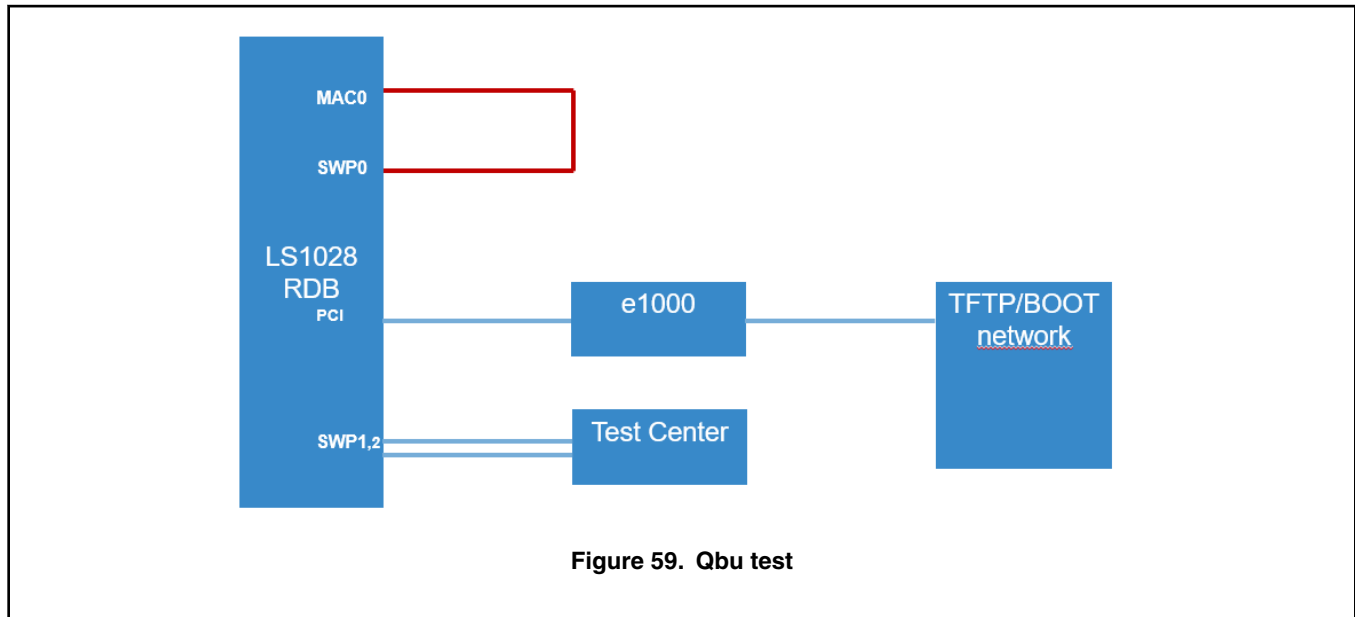 MAC0
SWP0
LS1028
RDB
PCI
e1000
TFTP/BOOT
network
SWP1,2
Test Center
Figure 59. Qbu test